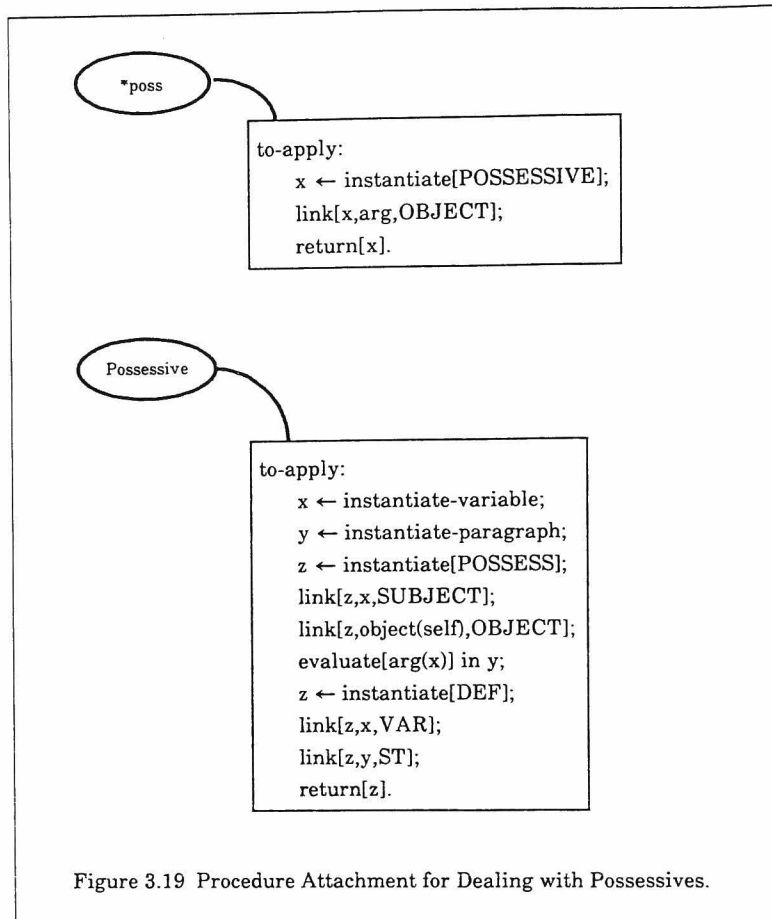 *poss
to-apply:
x ← instantiate[POSSESSIVE];
link[x,arg,OBJECT];
return[x].
Possessive
to-apply:
x ← instantiate-variable;
y ← instantiate-paragraph;
z ← instantiate[POSSESS];
link[z,x,SUBJECT];
link[z,object(self),OBJECT];
evaluate[arg(x)] in y;
z ← instantiate[DEF];
link[z,x,VAR];
link[z,y,ST];
return[z].
Figure 3.19 Procedure Attachment for Dealing with Possessives.